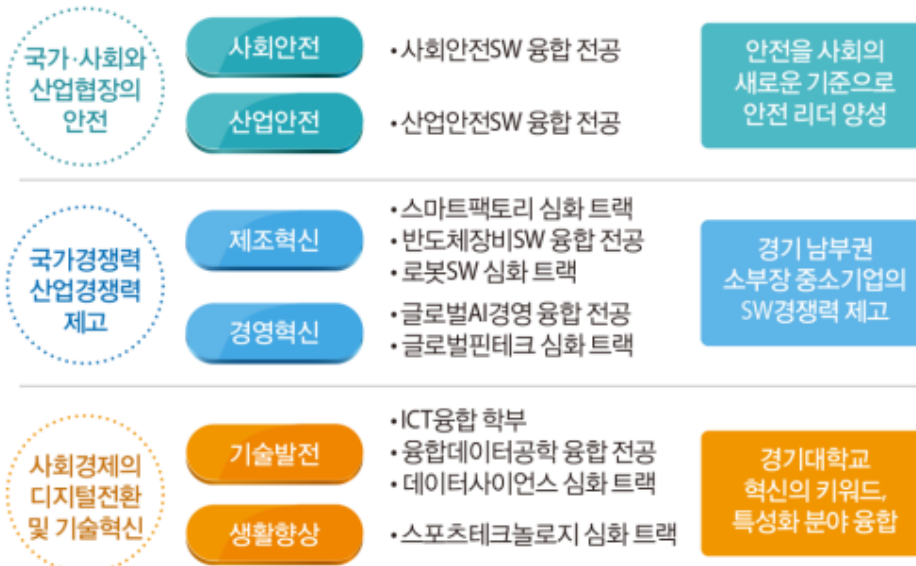 국가·사회와
산업협장의
안전
사회안전
•사회안전SW 융합 전공
산업안전
•산업안전SW 융합 전공
안전을 사회의
새로운 기준으로
안전 리더 양성
국가경쟁력
산업경쟁력
제고
제조혁신
•스마트팩토리 심화 트랙
•반도체장비SW 융합 전공
•로봇SW 심화 트랙
경영혁신
•글로벌AI경영 융합 전공
•글로벌핀테크 심화 트랙
경기 남부권
소부장 중소기업의
SW경쟁력 제고
사회경제의
디지털전환
및 기술혁신
기술발전
•ICT융합 학부
•융합데이터공학 융합 전공
•데이터사이언스 심화 트랙
생활향상
•스포츠테크놀로지 심화 트랙
경기대학교
혁신의 키워드,
특성화 분야 융합